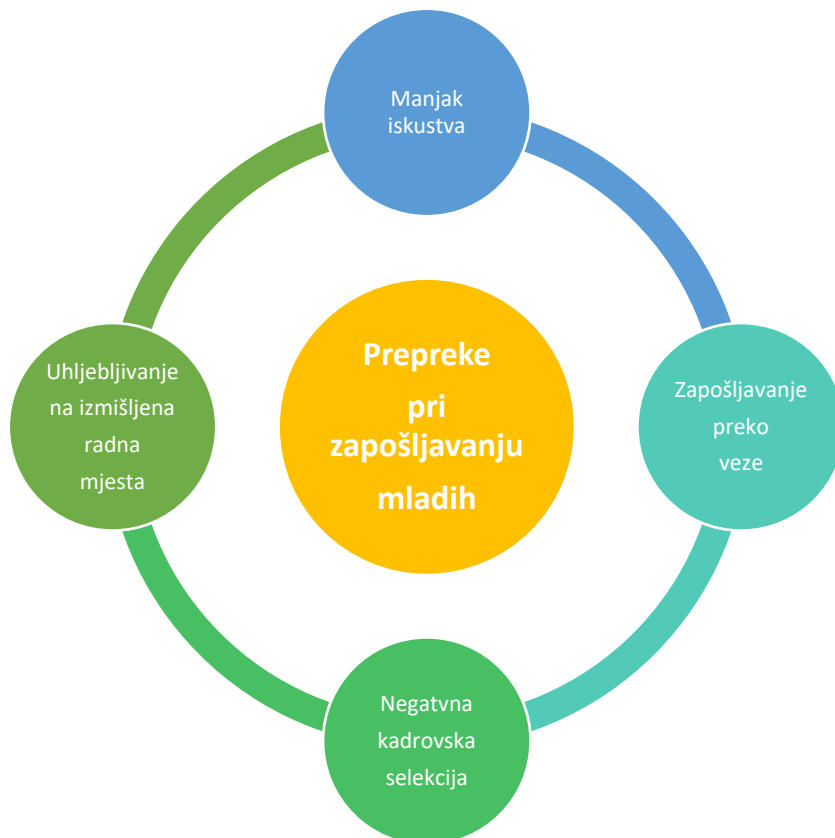 Manjak
iskustva
Prepreke
pri
zapošljavanju
mladih
Uhljebljivanje
na izmišljena
radna
mjesta
Zapošljavanje
preko
veze
Negatvna
kadrovska
selekcija